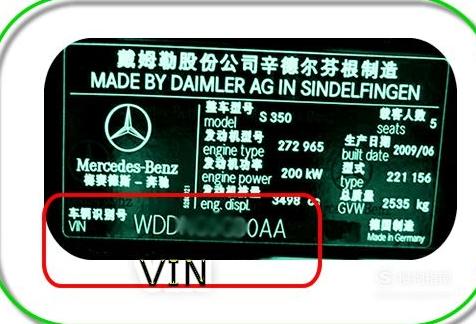 戴姆勒股份公司辛德尔芬根制造
MADE BY DAIMLER AG IN SINDELFINGEN
Mercedes-Benz
梅赛德斯－奔驰
整车型号
model S 350
载客人数
seats 5
发动机型号
engine type 272 965
生产日期
built date 2009/06
发动机功率
engine power 200 kW
型式
type 221 156
eng. displ. 3498
总质量
GVW 2535 kg
车辆识别号
VIN WDD 0AA
德国制造
Made in Germany
VIN